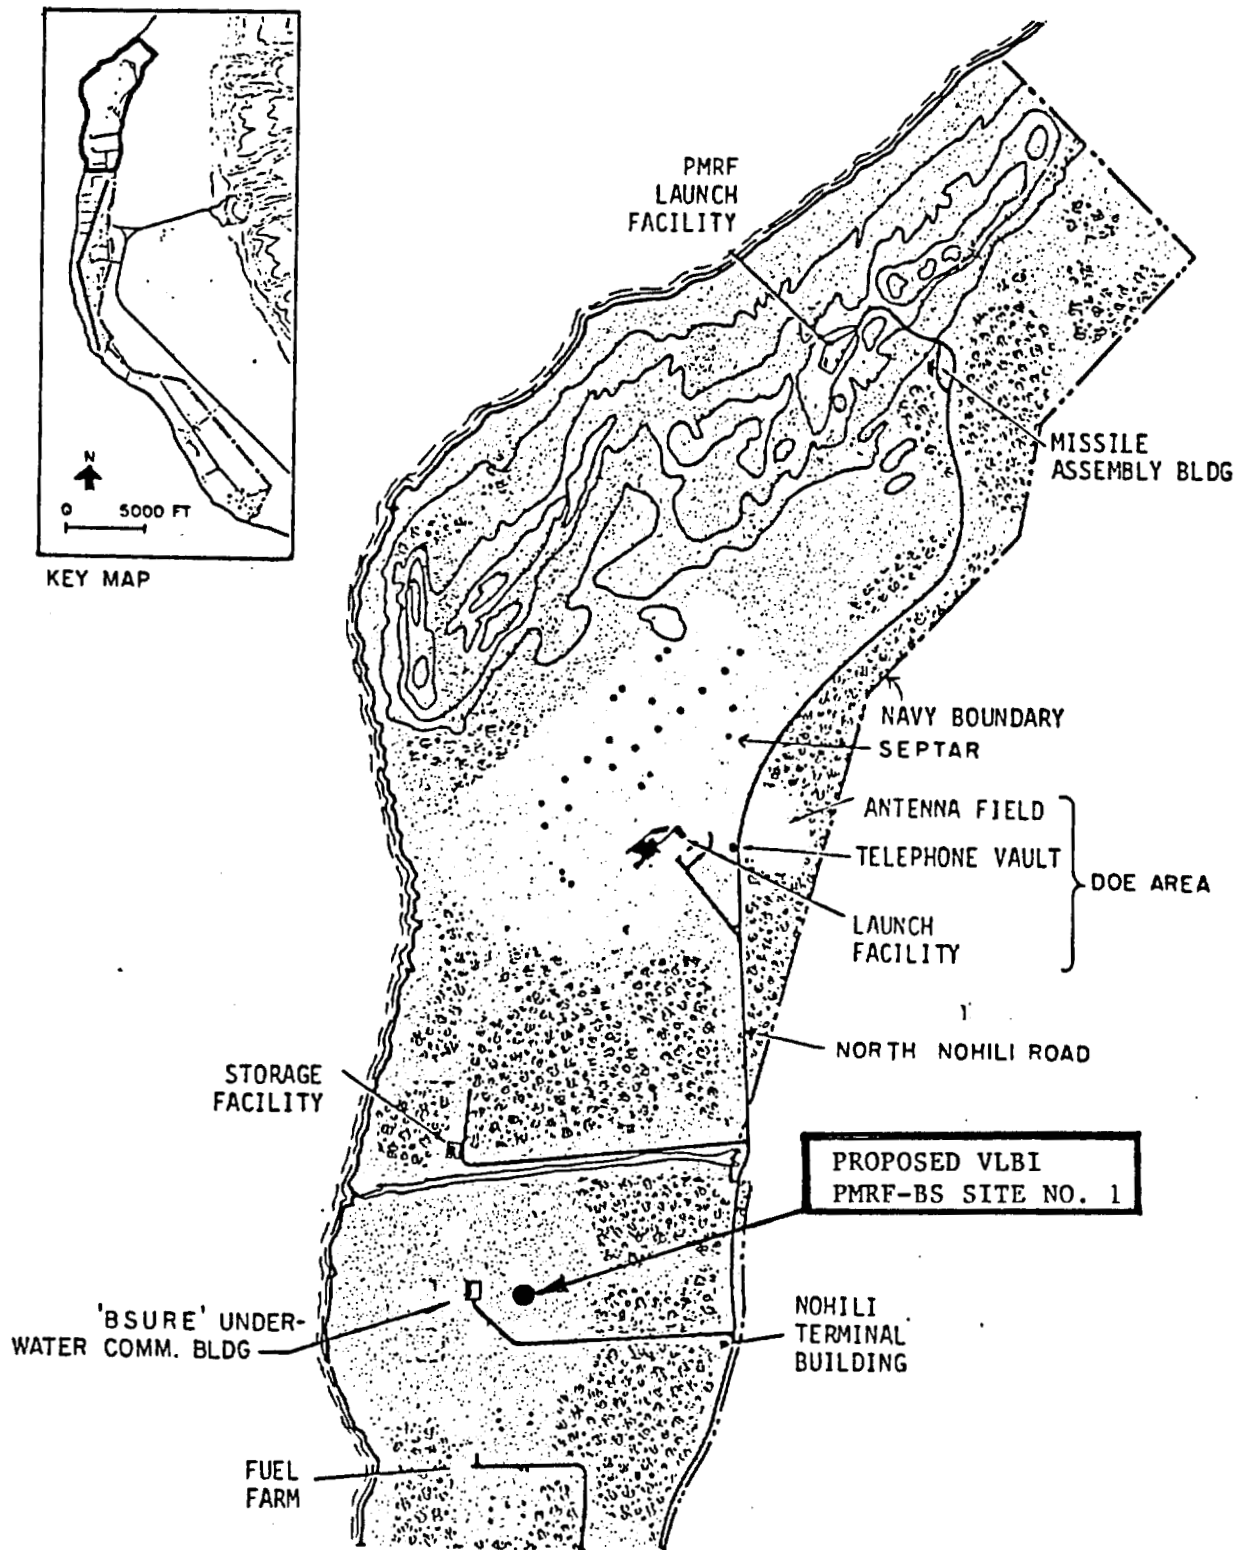 N
0 5000 FT
KEY MAP
PMRF
LAUNCH
FACILITY
MISSILE
ASSEMBLY BLDG
NAVY BOUNDARY
SEPTAR
ANTENNA FIELD
TELEPHONE VAULT
DOE AREA
LAUNCH
FACILITY
NORTH NOHILI ROAD
STORAGE
FACILITY
PROPOSED VLBI
PMRF-BS SITE NO. 1
'BSURE' UNDER-
WATER COMM. BLDG
NOHILI
TERMINAL
BUILDING
FUEL
FARM